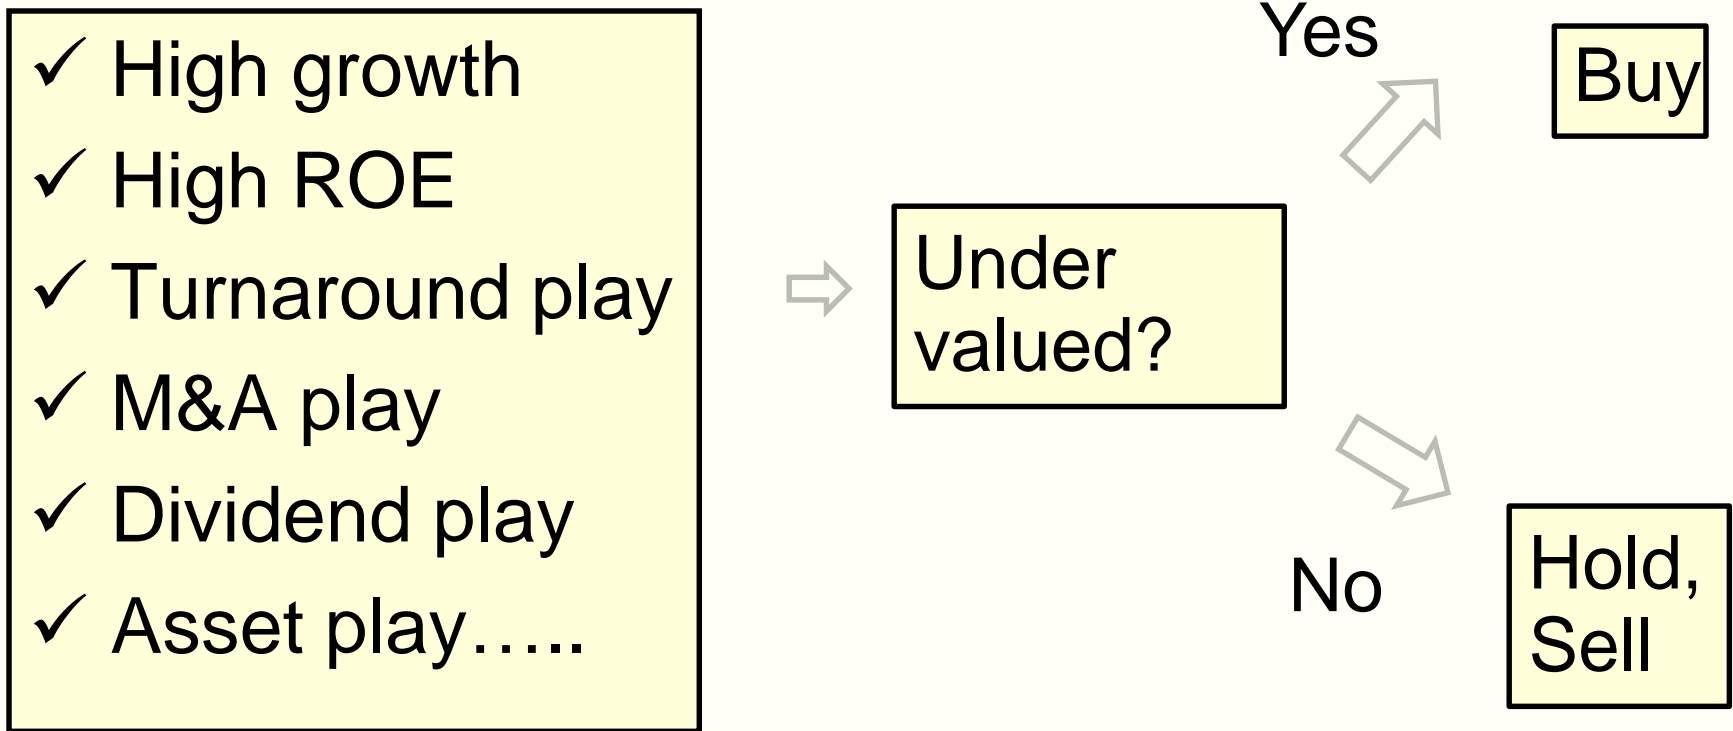 ✓ High growth
✓ High ROE
✓ Turnaround play
✓ M&A play
✓ Dividend play
✓ Asset play…..
Under
valued?
Yes
Buy
No
Hold,
Sell